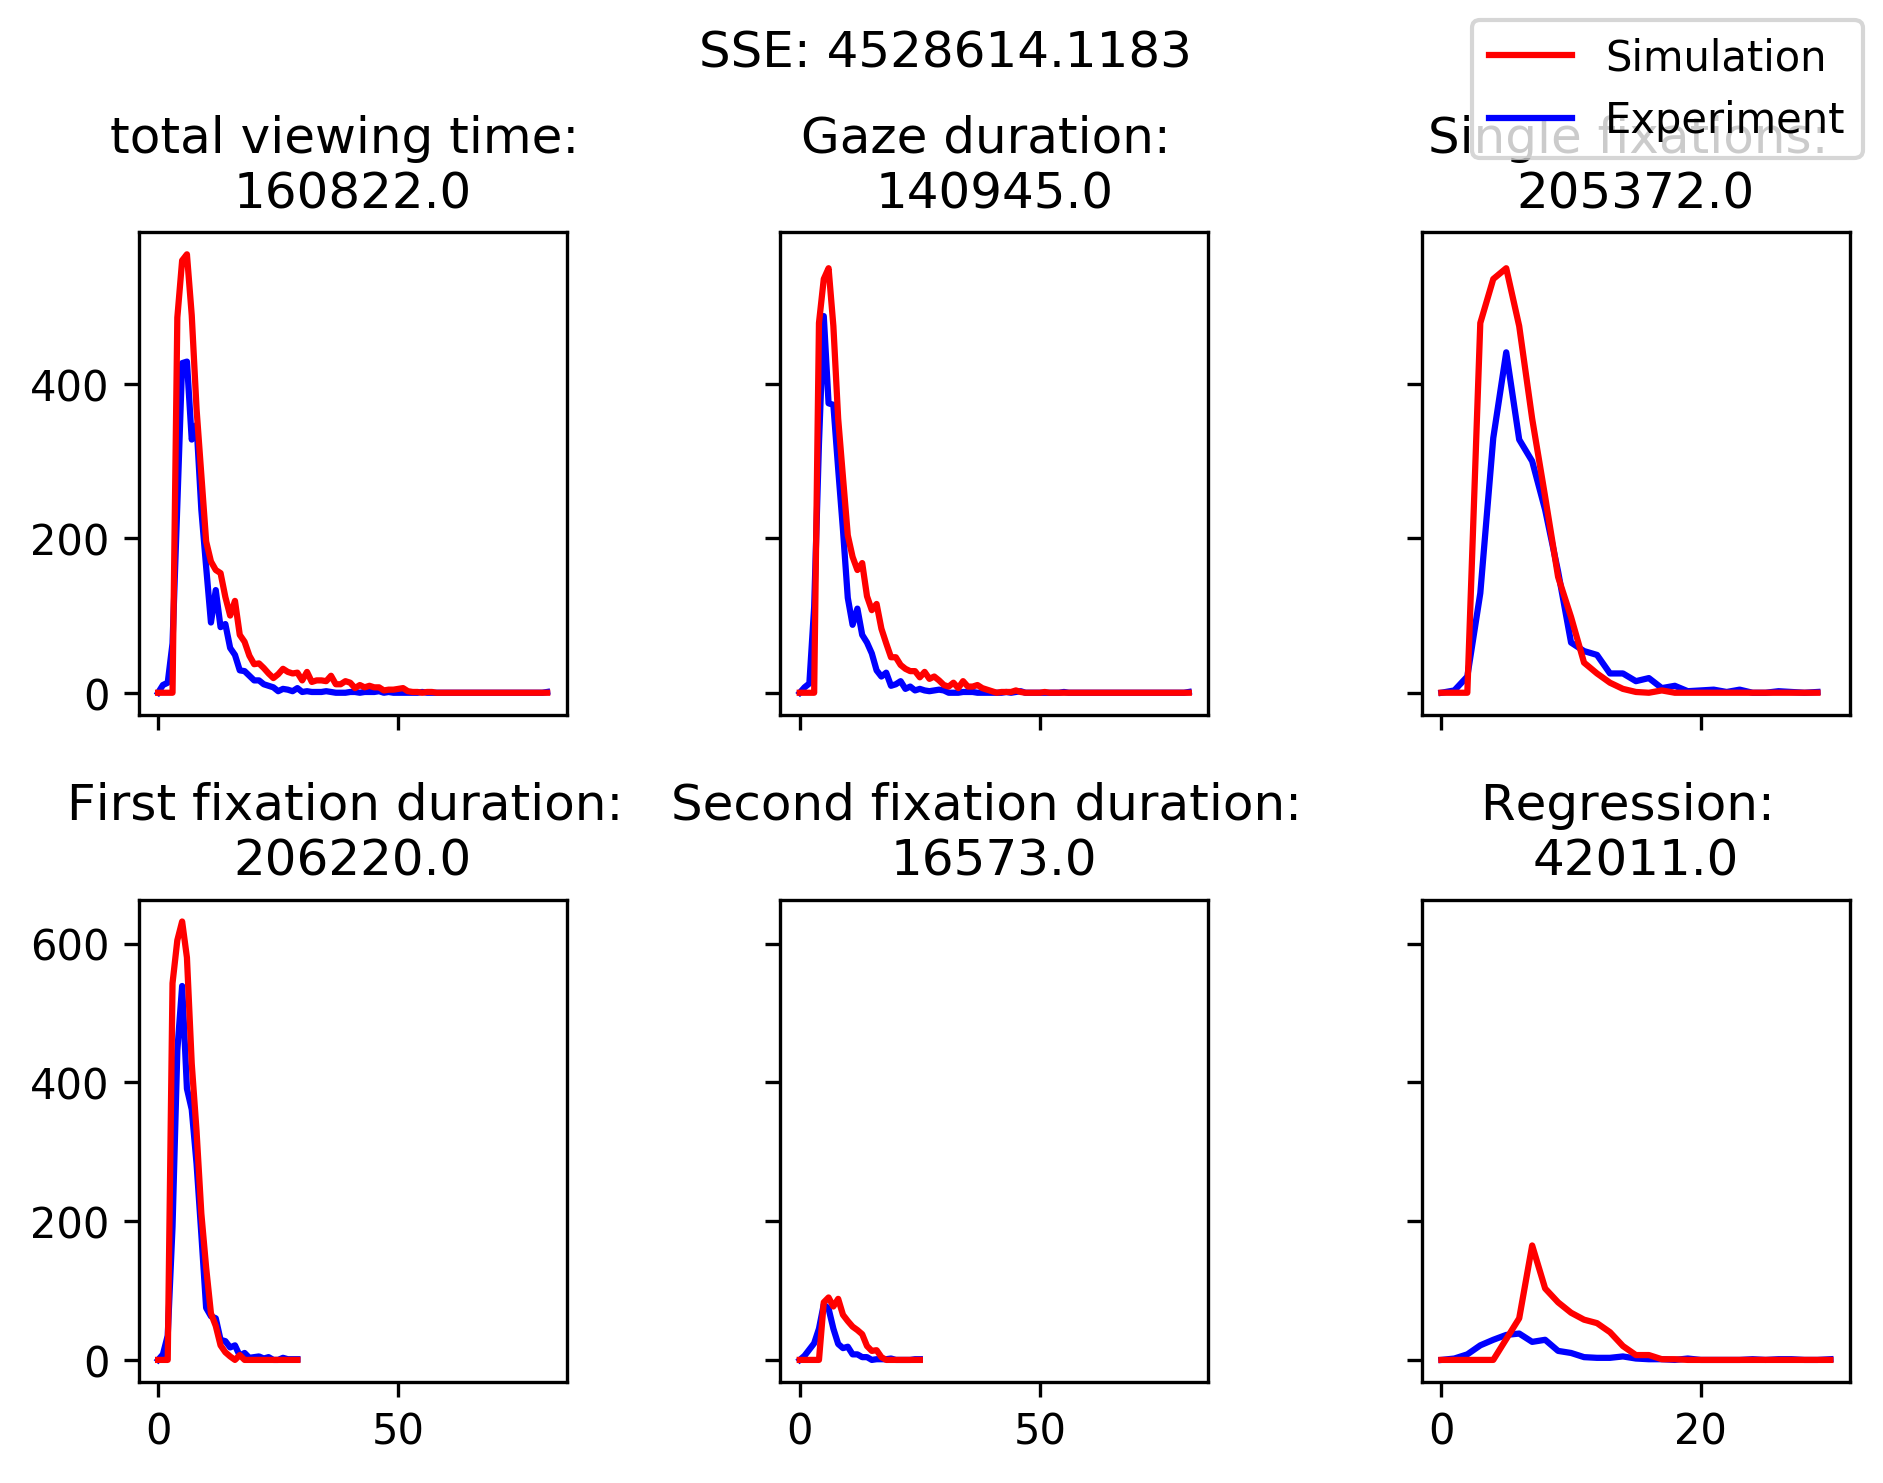 SSE: 4528614.1183
Simulation
Experiment
total viewing time:
160822.0
Gaze duration:
140945.0
Single fixations:
205372.0
400
200
0
First fixation duration:
206220.0
Second fixation duration:
16573.0
Regression:
42011.0
600
400
200
0
0
50
0
50
0
20